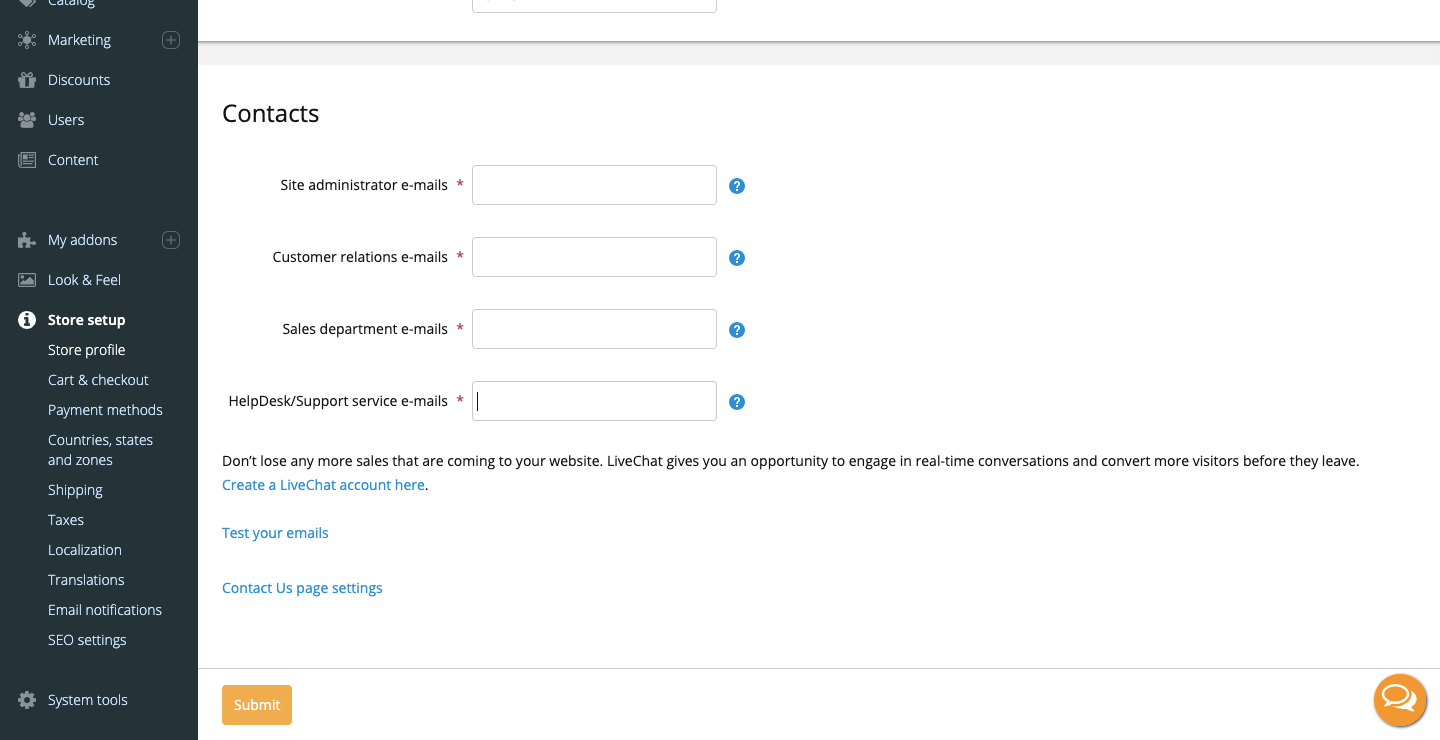 Catalog
Marketing
Discounts
Users
Content
My addons
Look & Feel
Store setup
Store profile
Cart & checkout
Payment methods
Countries, states
and zones
Shipping
Taxes
Localization
Translations
Email notifications
SEO settings
System tools
Contacts
Site administrator e-mails *
Customer relations e-mails *
Sales department e-mails *
HelpDesk/Support service e-mails *
Don’t lose any more sales that are coming to your website. LiveChat gives you an opportunity to engage in real-time conversations and convert more visitors before they leave.
Create a LiveChat account here.
Test your emails
Contact Us page settings
Submit